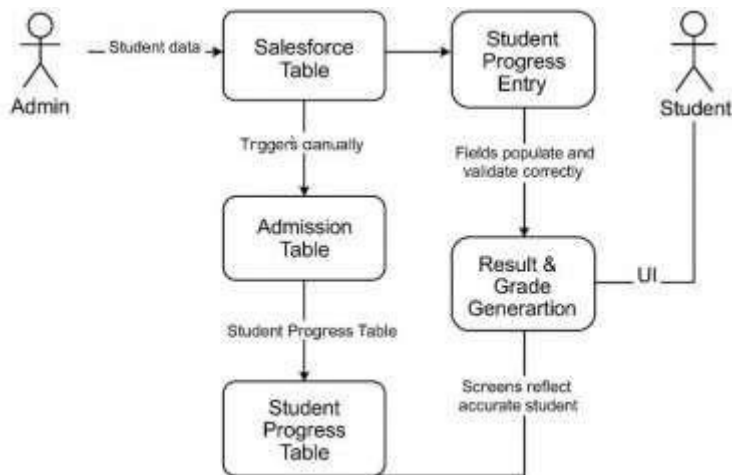 Admin
Student data
Salesforce
Table
Student
Progress
Entry
Student
Trggers ġanually
Fields populate and
validate correctly
Admission
Table
Result &
Grade
Generartion
UI
Student Progress Table
Screens reflect
accurate student
Student
Progress
Table